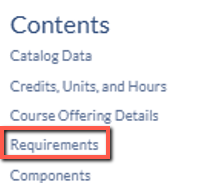 Contents
Catalog Data
Credits, Units, and Hours
Course Offering Details
Requirements
Components